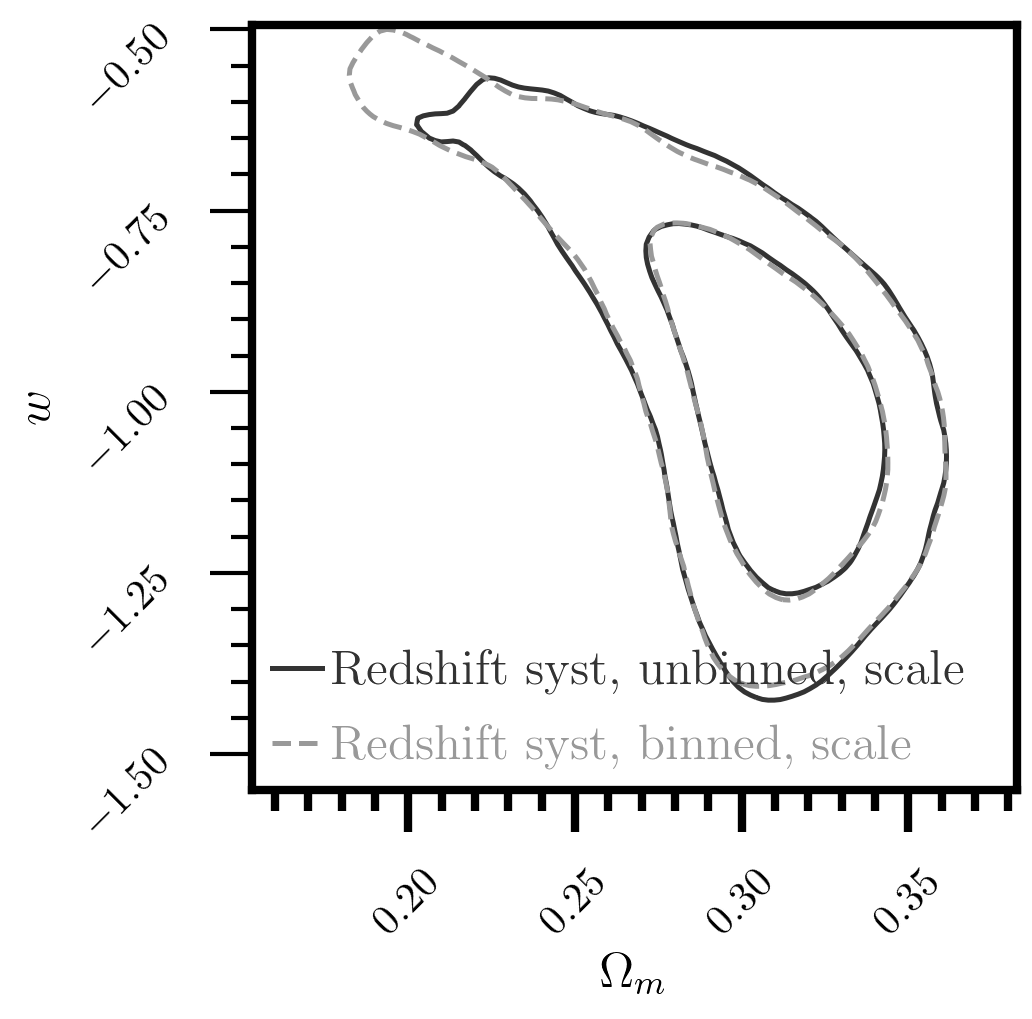 −0.50
−0.75
−1.00
−1.25
−1.50
w
Redshift syst, unbinned, scale
Redshift syst, binned, scale
0.20
0.25
0.30
0.35
Ωm